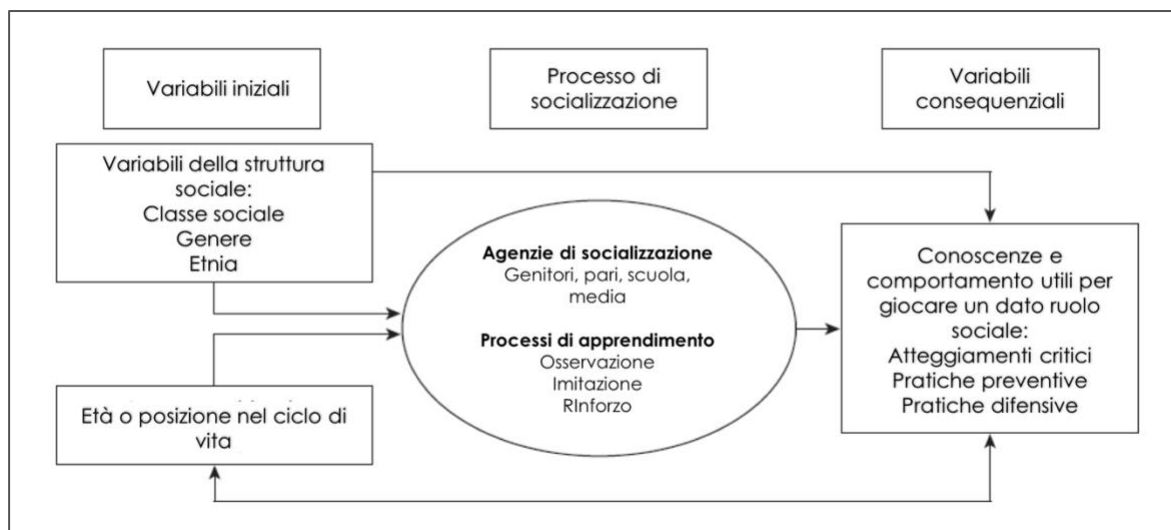 Variabili iniziali
Processo di
socializzazione
Variabili
consequenziali
Variabili della struttura
sociale:
Classe sociale
Genere
Etnia
Agenzie di socializzazione
Genitori, pari, scuola,
media
Processi di apprendimento
Osservazione
Imitazione
RInforzo
Conoscenze e
comportamento utili per
giocare un dato ruolo
sociale:
Atteggiamenti critici
Pratiche preventive
Pratiche difensive
Età o posizione nel ciclo di
vita